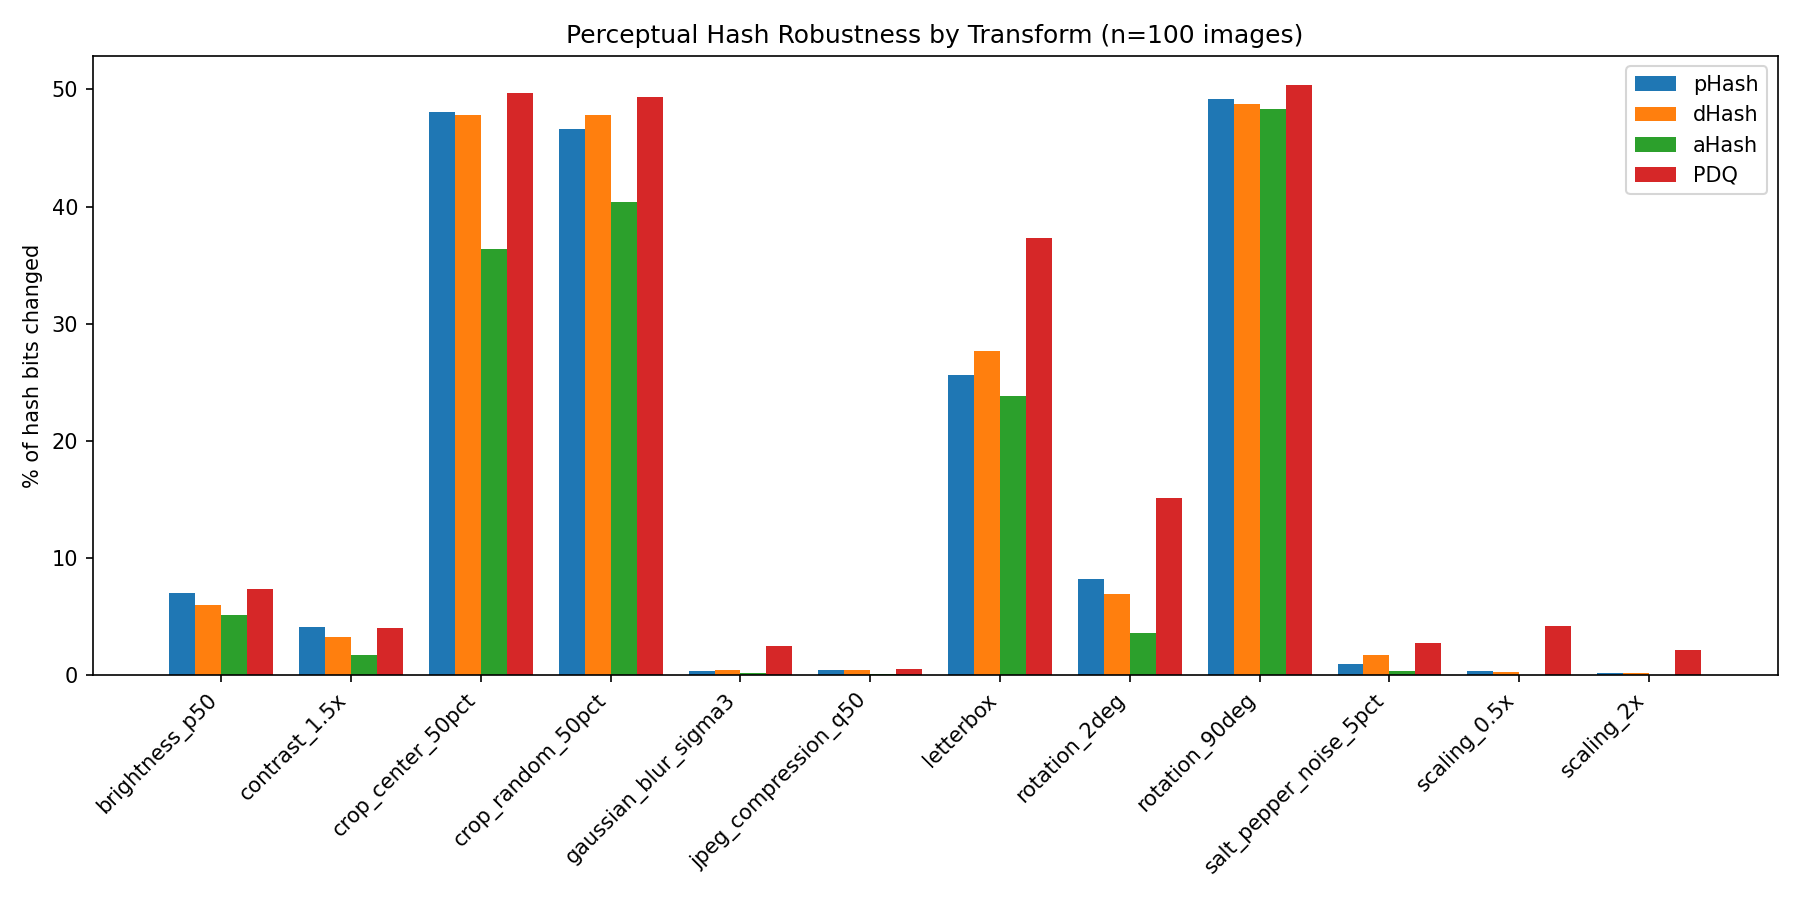 Perceptual Hash Robustness by Transform (n=100 images)
pHash
dHash
aHash
PDQ
% of hash bits changed
50
40
30
20
10
0
brightness_p50
contrast_1.5x
crop_center_50pct
crop_random_50pct
gaussian_blur_sigma3
jpeg_compression_q50
letterbox
rotation_2deg
rotation_90deg
salt_pepper_noise_5pct
scaling_0.5x
scaling_2x